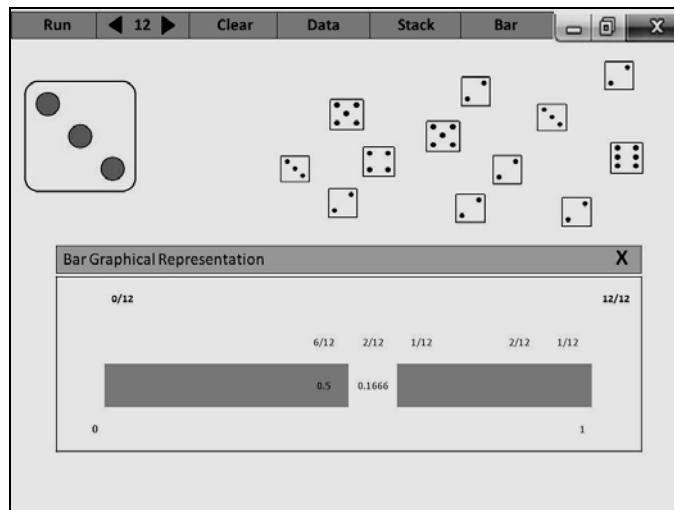 Run 12 Clear Data Stack Bar X
Bar Graphical Representation X
0/12 12/12
6/12 2/12 1/12 2/12 1/12
0.5 0.1666
0 1